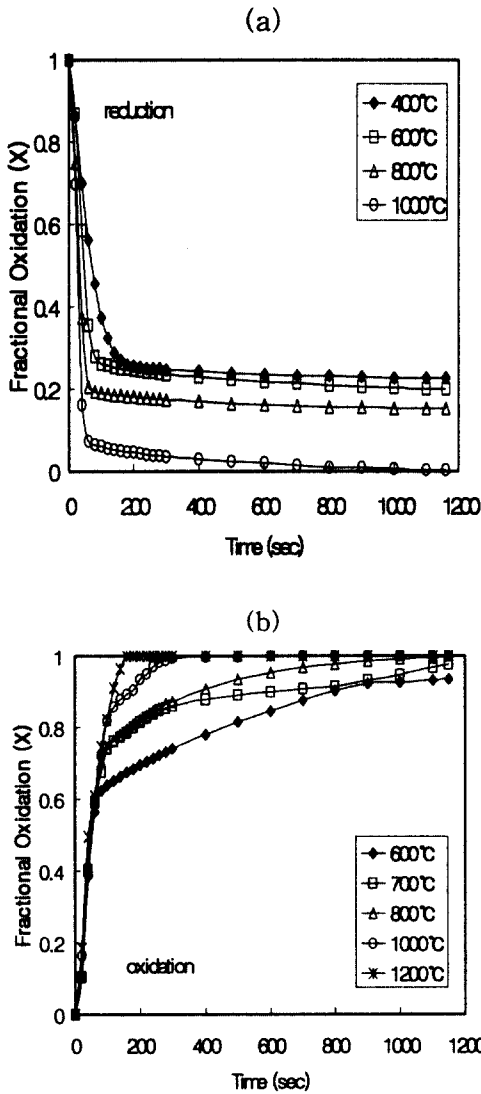 (a)
reduction
400°C
600°C
800°C
1000°C
Fractional Oxidation (X)
1
0.8
0.6
0.4
0.2
0
0 200 400 600 800 1000 1200
Time (sec)
(b)
600°C
700°C
800°C
1000°C
1200°C
oxidation
Fractional Oxidation (X)
1
0.8
0.6
0.4
0.2
0
0 200 400 600 800 1000 1200
Time (sec)